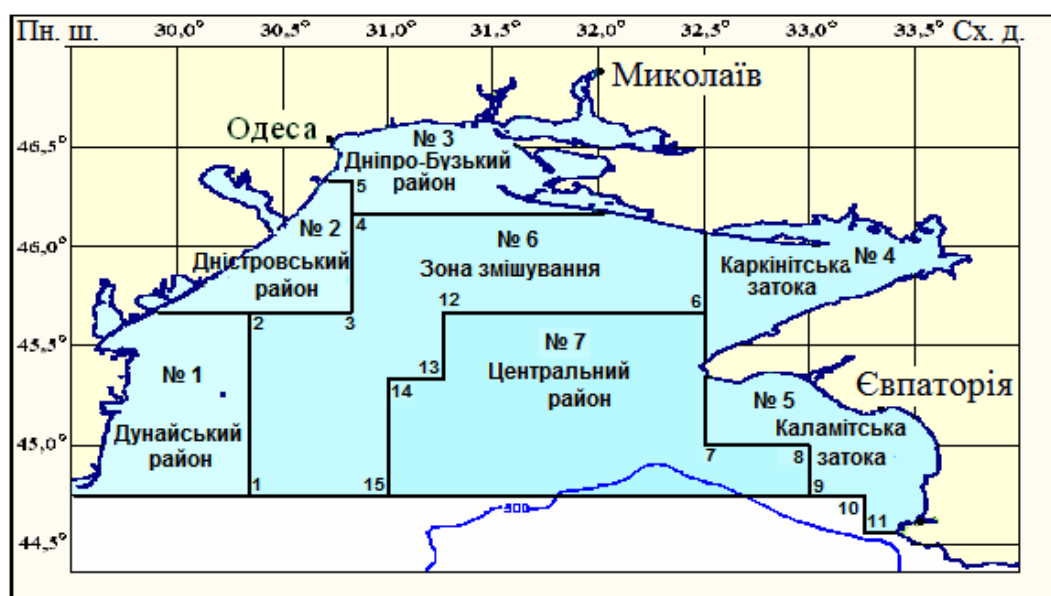 Пн. ш. 30,0° 30,5° 31,0° 31,5° 32,0° 32,5° 33,0° 33,5° Сх. д.
Миколаїв
Одеса
№ 3
46,5°
Дніпро-Бузький
район
5
4
№ 2
№ 6
46,0°
№ 4
Дністровський
район
Зона змішування
Каркінітська
затока
12
6
2
3
45,5°
№ 1
13
14
№ 7
Центральний
район
Євпаторія
№ 5
Каламітська
затока
45,0°
Дунайський
район
7
8
1
15
9
10
11
500
44,5°